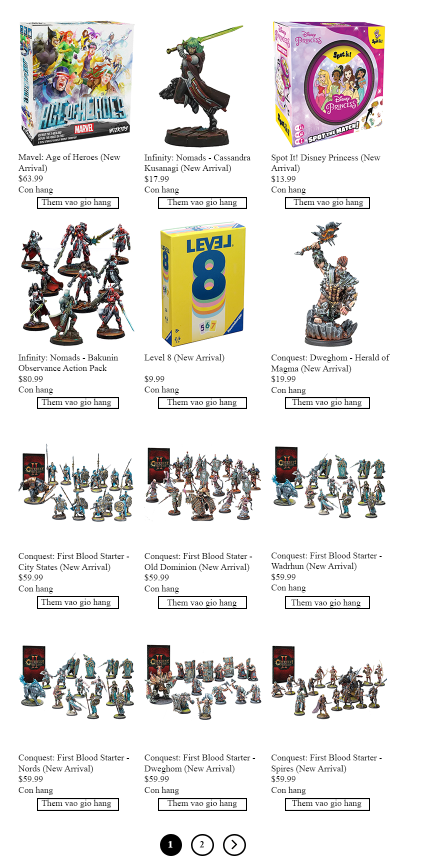 AGE OF HEROES
MARVEL
WIZKIDS
Disney
PRINCESS
Spot it!
Disney
PRINCESS
SPOT THE MATCH!
Mavel: Age of Heroes (New
Arrival)
$63.99
Con hang
Them vao gio hang
Infinity: Nomads - Cassandra
Kusanagi (New Arrival)
$17.99
Con hang
Them vao gio hang
Spot It! Disney Princess (New
Arrival)
$13.99
Con hang
Them vao gio hang
LEVEL
8
5 6 7
Infinity: Nomads - Bakunin
Observance Action Pack
$80.99
Con hang
Them vao gio hang
Level 8 (New Arrival)
$9.99
Con hang
Them vao gio hang
Conquest: Dweghom - Herald of
Magma (New Arrival)
$19.99
Con hang
Them vao gio hang
Conquest: First Blood Starter -
City States (New Arrival)
$59.99
Con hang
Them vao gio hang
Conquest: First Blood Stater -
Old Dominion (New Arrival)
$59.99
Con hang
Them vao gio hang
Conquest: First Blood Starter -
Wadrhun (New Arrival)
$59.99
Con hang
Them vao gio hang
Conquest: First Blood Starter -
Nords (New Arrival)
$59.99
Con hang
Them vao gio hang
Conquest: First Blood Starter -
Dweghom (New Arrival)
$59.99
Con hang
Them vao gio hang
Conquest: First Blood Starter -
Spires (New Arrival)
$59.99
Con hang
Them vao gio hang
1 2